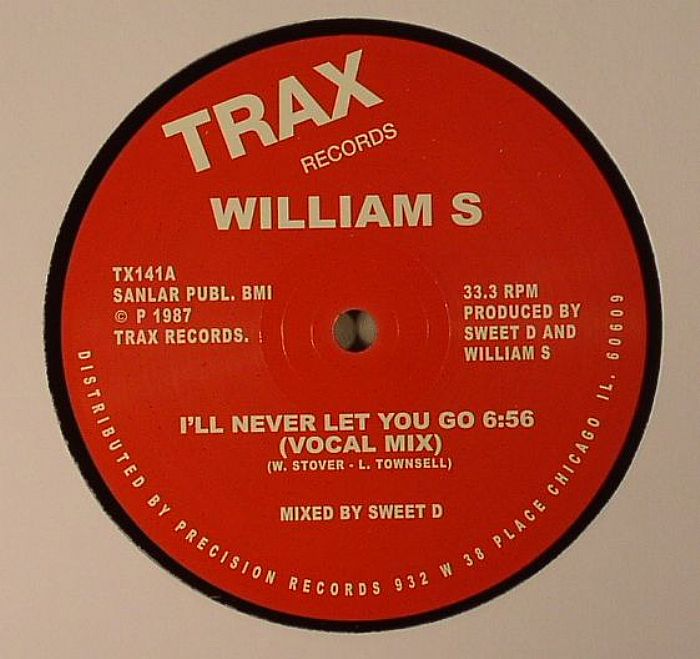 TRAX
RECORDS
WILLIAM S
TX141A
SANLAR PUBL. BMI
© P 1987
TRAX RECORDS.
33.3 RPM
PRODUCED BY
SWEET D AND
WILLIAM S
I'LL NEVER LET YOU GO 6:56
(VOCAL MIX)
(W. STOVER - L. TOWNSELL)
MIXED BY SWEET D
DISTRIBUTED BY PRECISION RECORDS 932 W 38 PLACE CHICAGO IL. 60609